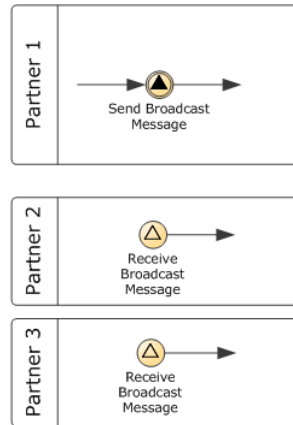 Partner 1
Send Broadcast
Message
Partner 2
Receive
Broadcast
Message
Partner 3
Receive
Broadcast
Message